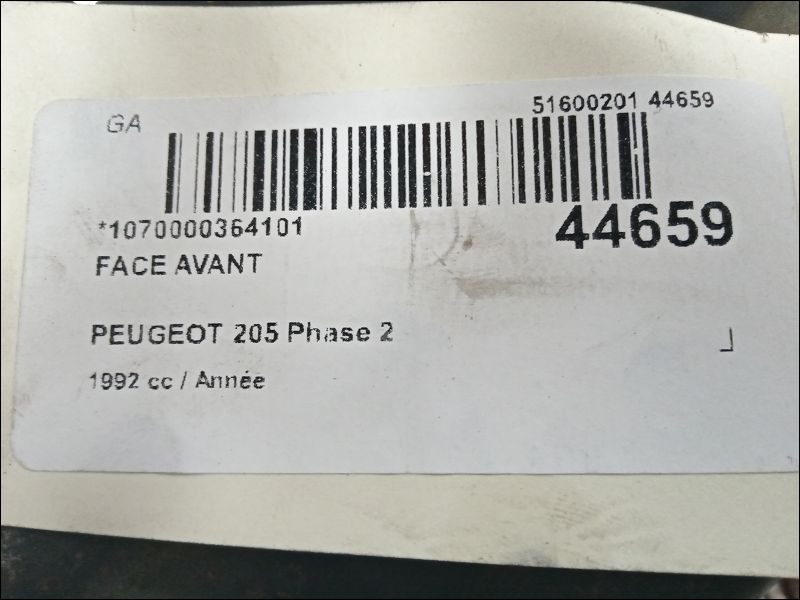 GA
51600201 44659
*1070000364101
44659
FACE AVANT
PEUGEOT 205 Phase 2
1992 cc / Année